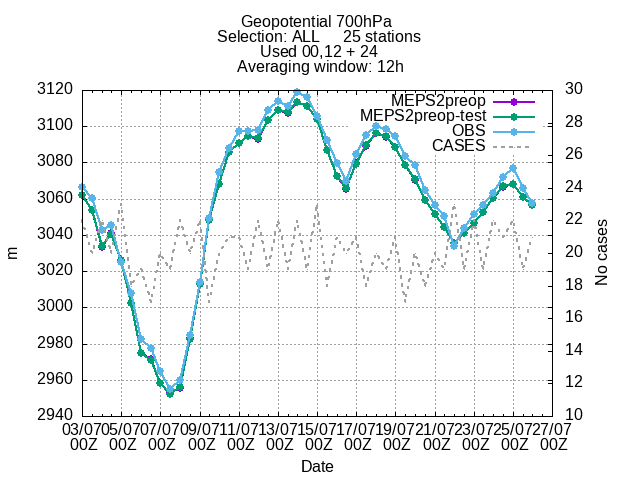 Geopotential 700hPa
Selection: ALL 25 stations
Used 00,12 + 24
Averaging window: 12h
MEPS2preop
MEPS2preop-test
OBS
CASES
3120
3100
3080
3060
3040
3020
3000
2980
2960
2940
m
30
28
26
24
22
20
18
16
14
12
10
No cases
03/07 05/07 07/07 09/07 11/07 13/07 15/07 17/07 19/07 21/07 23/07 25/07 27/07
00Z 00Z 00Z 00Z 00Z 00Z 00Z 00Z 00Z 00Z 00Z 00Z 00Z
Date